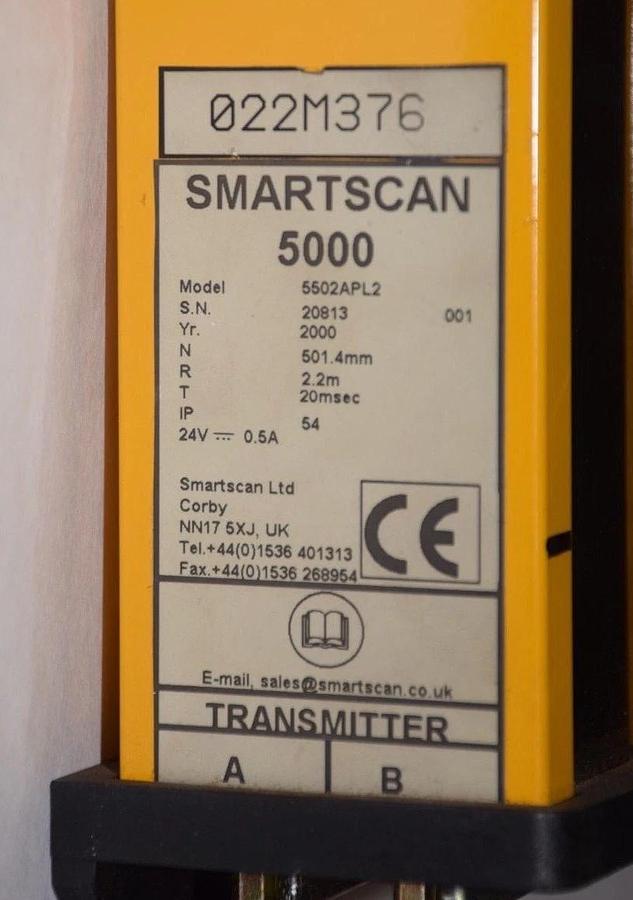 022M376
SMARTSCAN
5000
Model 5502APL2
S.N. 20813 001
Yr. 2000
N 501.4mm
R 2.2m
T 20msec
IP 54
24V ⎓ 0.5A
Smartscan Ltd
Corby
NN17 5XJ, UK
Tel.+44(0)1536 401313
Fax.+44(0)1536 268954
CE
E-mail, sales@smartscan.co.uk
TRANSMITTER
A B